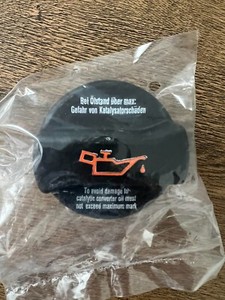 Bei Ölstand über max:
Gefahr von Katalysatorschäden
To avoid damage to
catalytic converter oil must
not exceed maximum mark